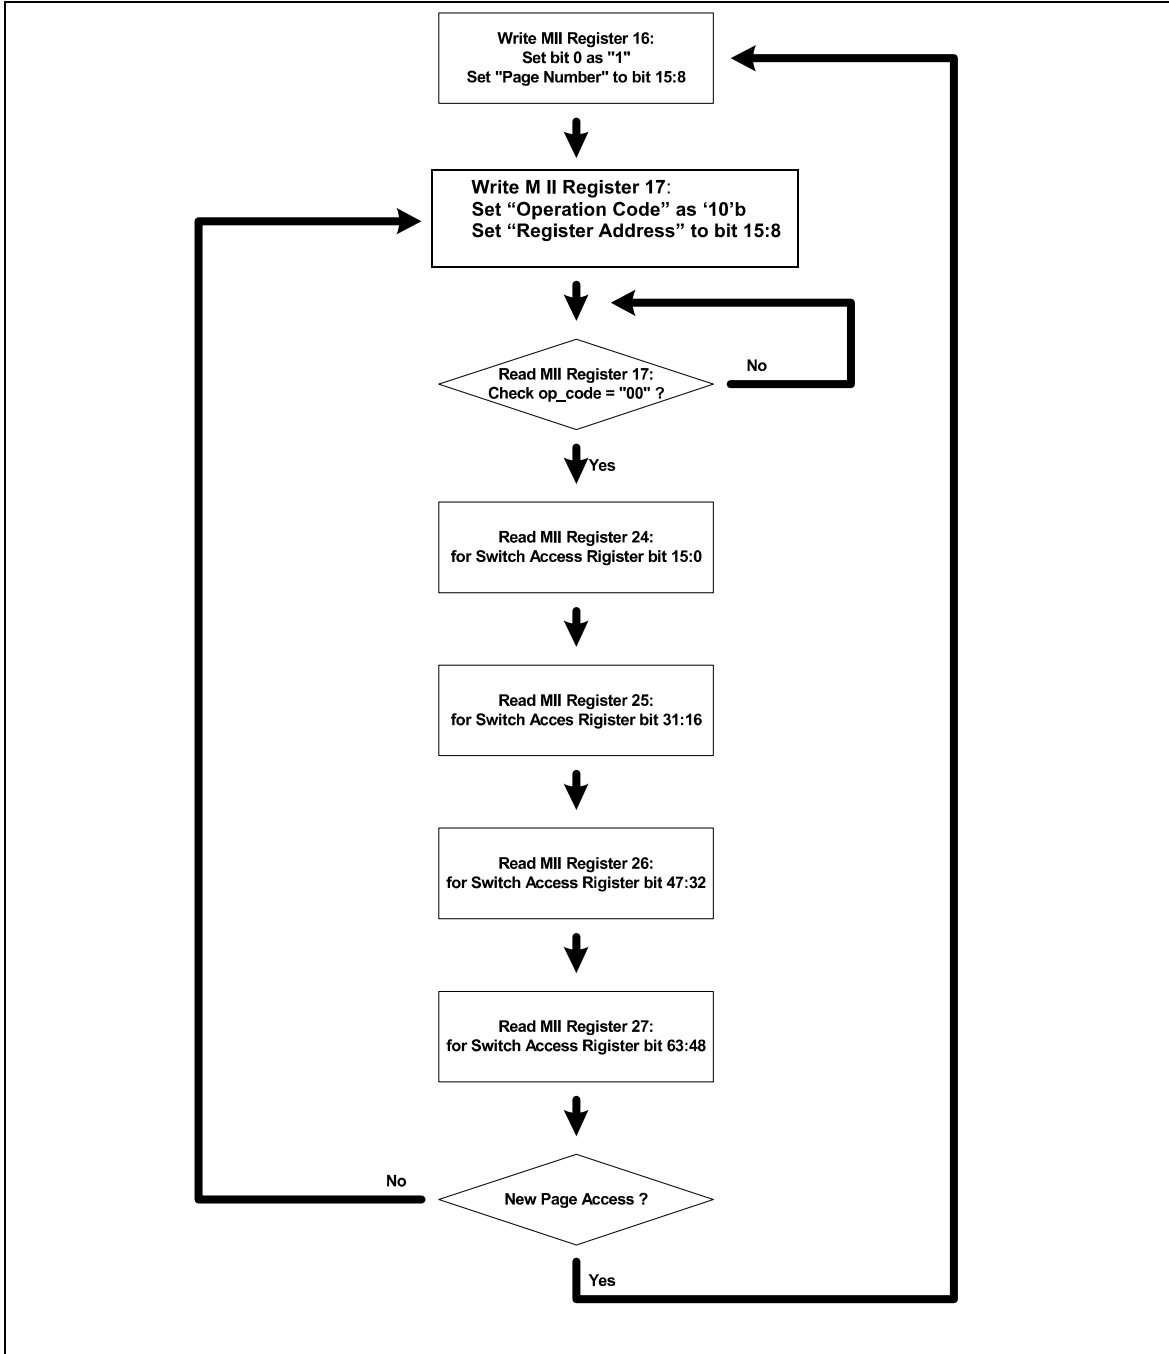 Write MII Register 16:
Set bit 0 as "1"
Set "Page Number" to bit 15:8
Write M II Register 17:
Set “Operation Code” as ‘10’b
Set “Register Address” to bit 15:8
Read MII Register 17:
Check op_code = "00" ?
No
Yes
Read MII Register 24:
for Switch Access Rigister bit 15:0
Read MII Register 25:
for Switch Acces Rigister bit 31:16
Read MII Register 26:
for Switch Access Rigister bit 47:32
Read MII Register 27:
for Switch Access Rigister bit 63:48
No
New Page Access ?
Yes